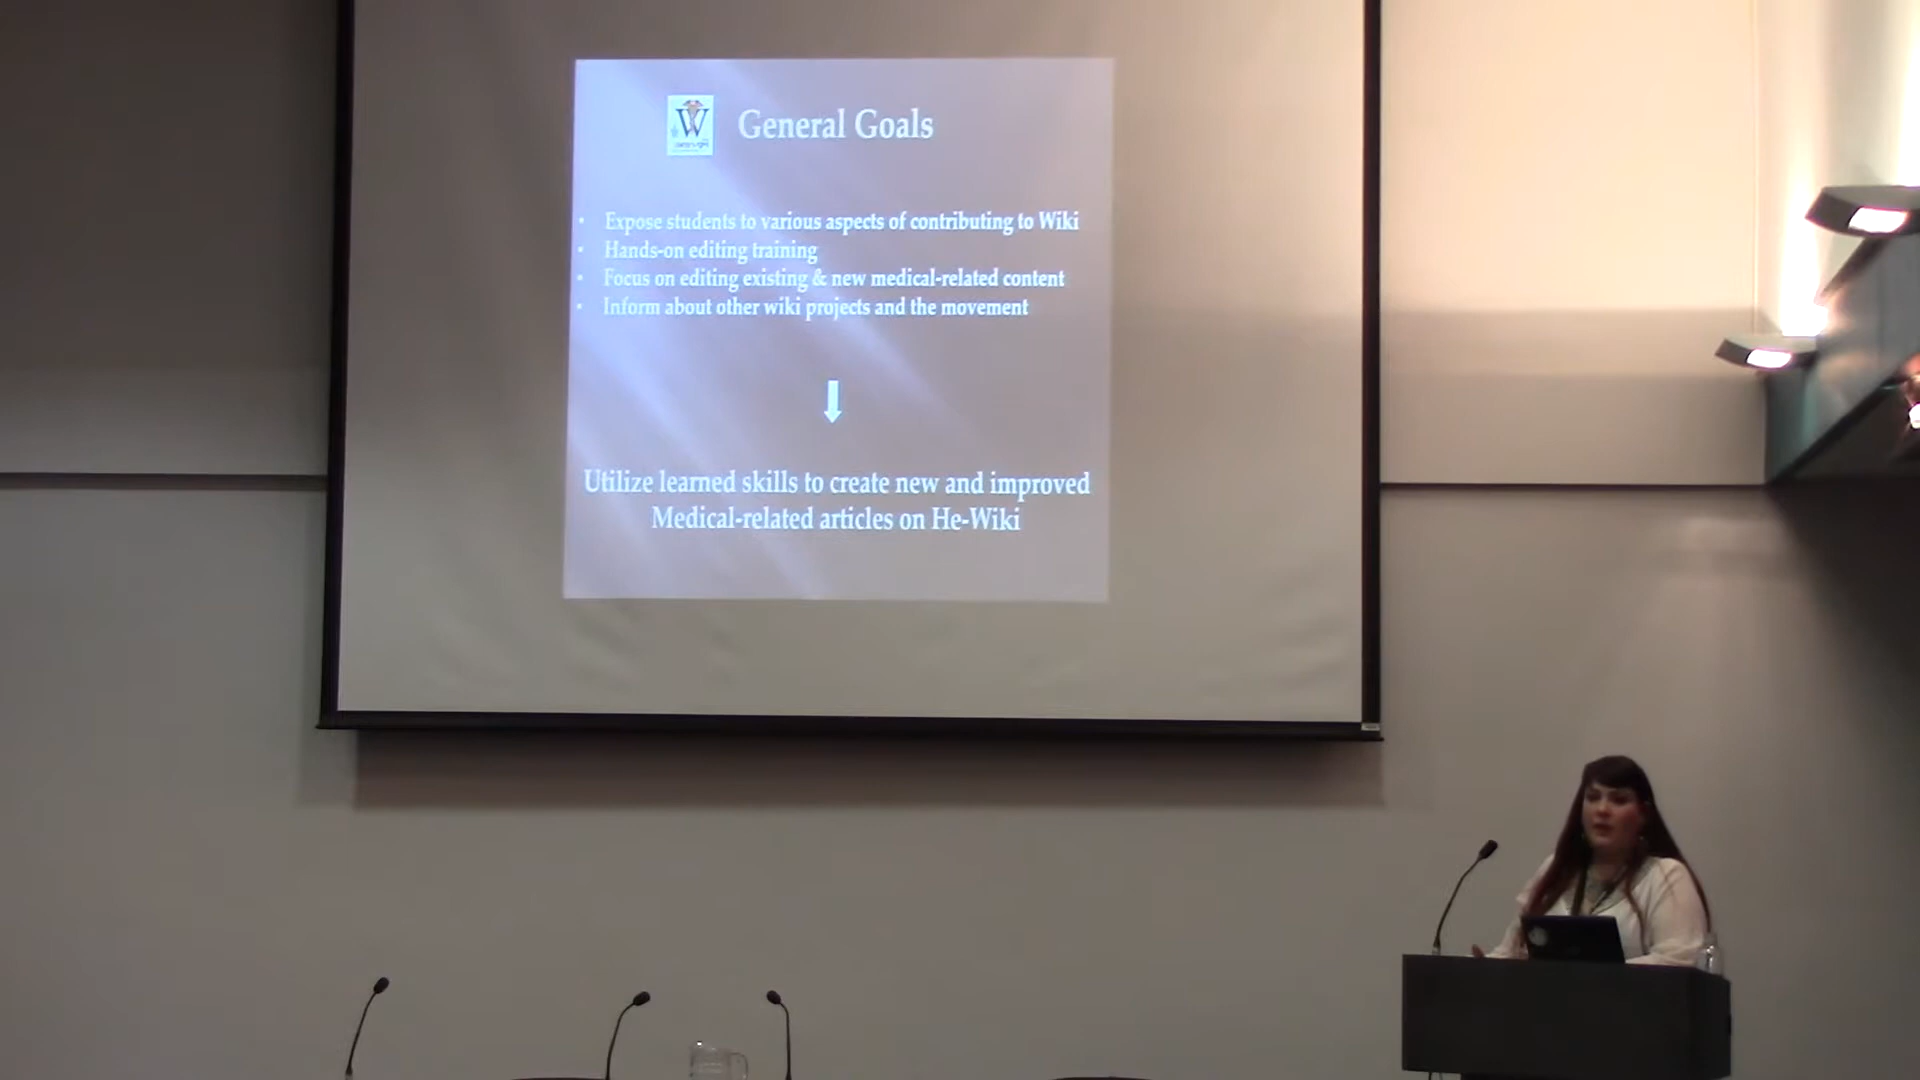 W
General Goals
• Expose students to various aspects of contributing to Wiki
• Hands-on editing training
• Focus on editing existing & new medical-related content
• Inform about other wiki projects and the movement
Utilize learned skills to create new and improved
Medical-related articles on He-Wiki